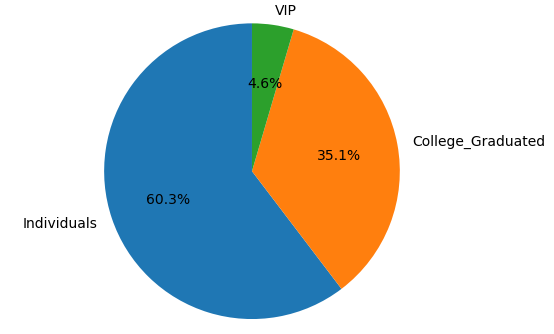 VIP
4.6%
35.1%
College_Graduated
60.3%
Individuals